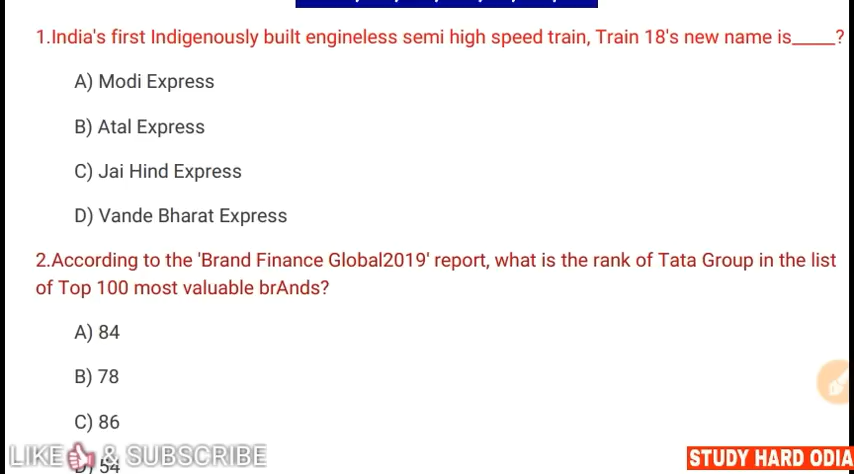 1.India's first Indigenously built engineless semi high speed train, Train 18's new name is_____?
A) Modi Express
B) Atal Express
C) Jai Hind Express
D) Vande Bharat Express
2.According to the 'Brand Finance Global2019' report, what is the rank of Tata Group in the list
of Top 100 most valuable brAnds?
A) 84
B) 78
C) 86
D) 54
LIKE & SUBSCRIBE
STUDY HARD ODIA